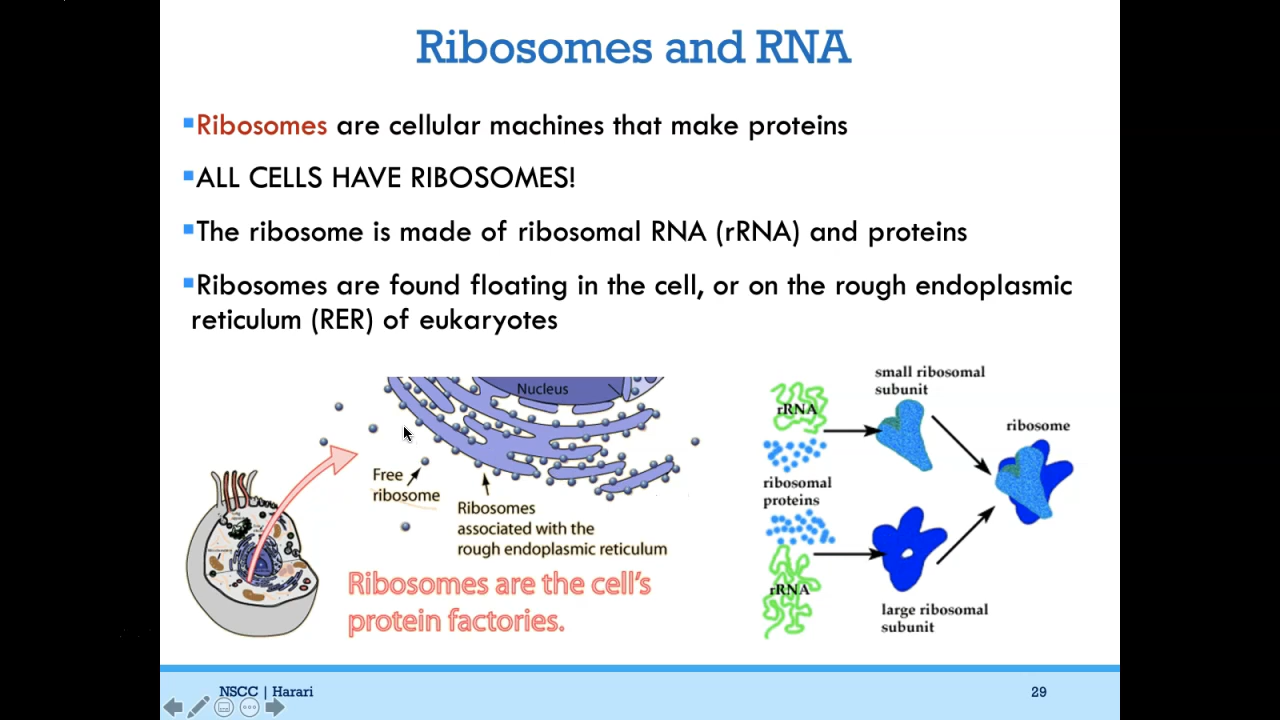 Ribosomes and RNA
▪Ribosomes are cellular machines that make proteins
▪ALL CELLS HAVE RIBOSOMES!
▪The ribosome is made of ribosomal RNA (rRNA) and proteins
▪Ribosomes are found floating in the cell, or on the rough endoplasmic
reticulum (RER) of eukaryotes
Nucleus
Free
ribosome
Ribosomes
associated with the
rough endoplasmic reticulum
Ribosomes are the cell's
protein factories.
rRNA
ribosomal
proteins
rRNA
small ribosomal
subunit
ribosome
large ribosomal
subunit
NSCC | Harari
29